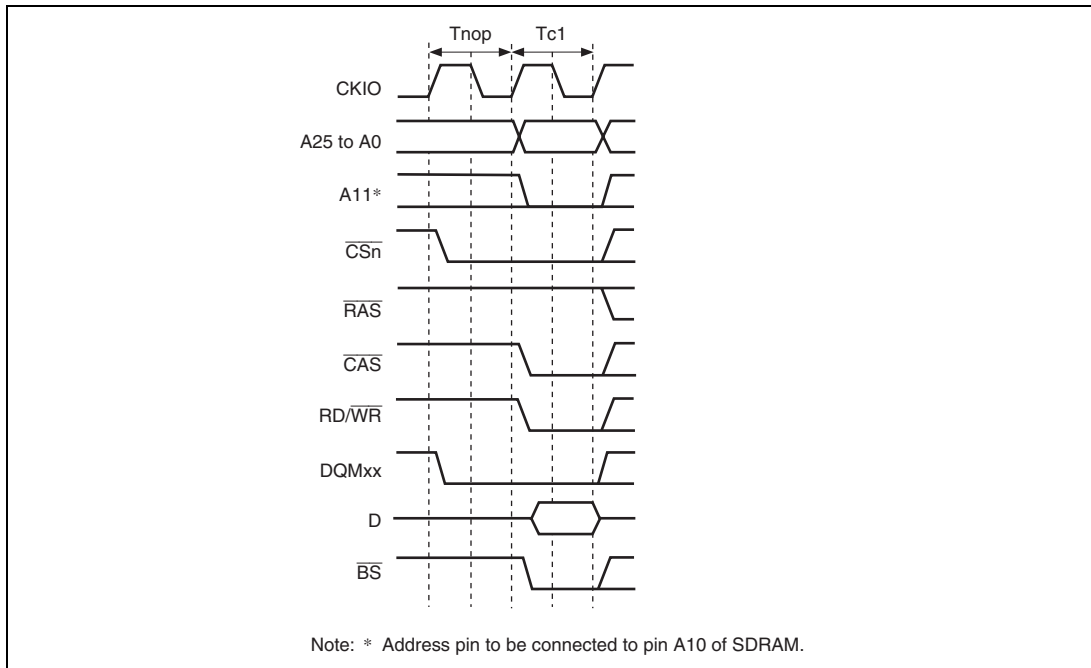 Tnop Tc1
CKIO
A25 to A0
A11*
CSn
RAS
CAS
RD/WR
DQMxx
D
BS
Note: * Address pin to be connected to pin A10 of SDRAM.